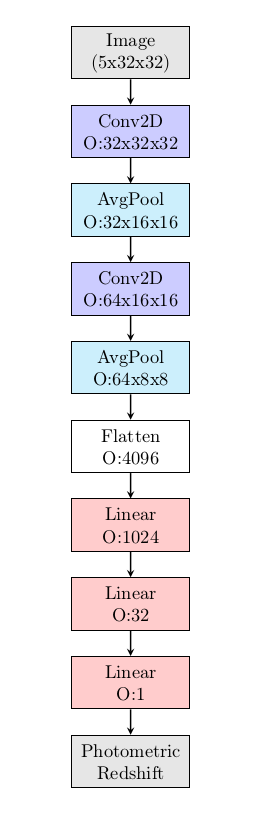 Image
(5x32x32)
Conv2D
O:32x32x32
AvgPool
O:32x16x16
Conv2D
O:64x16x16
AvgPool
O:64x8x8
Flatten
O:4096
Linear
O:1024
Linear
O:32
Linear
O:1
Photometric
Redshift